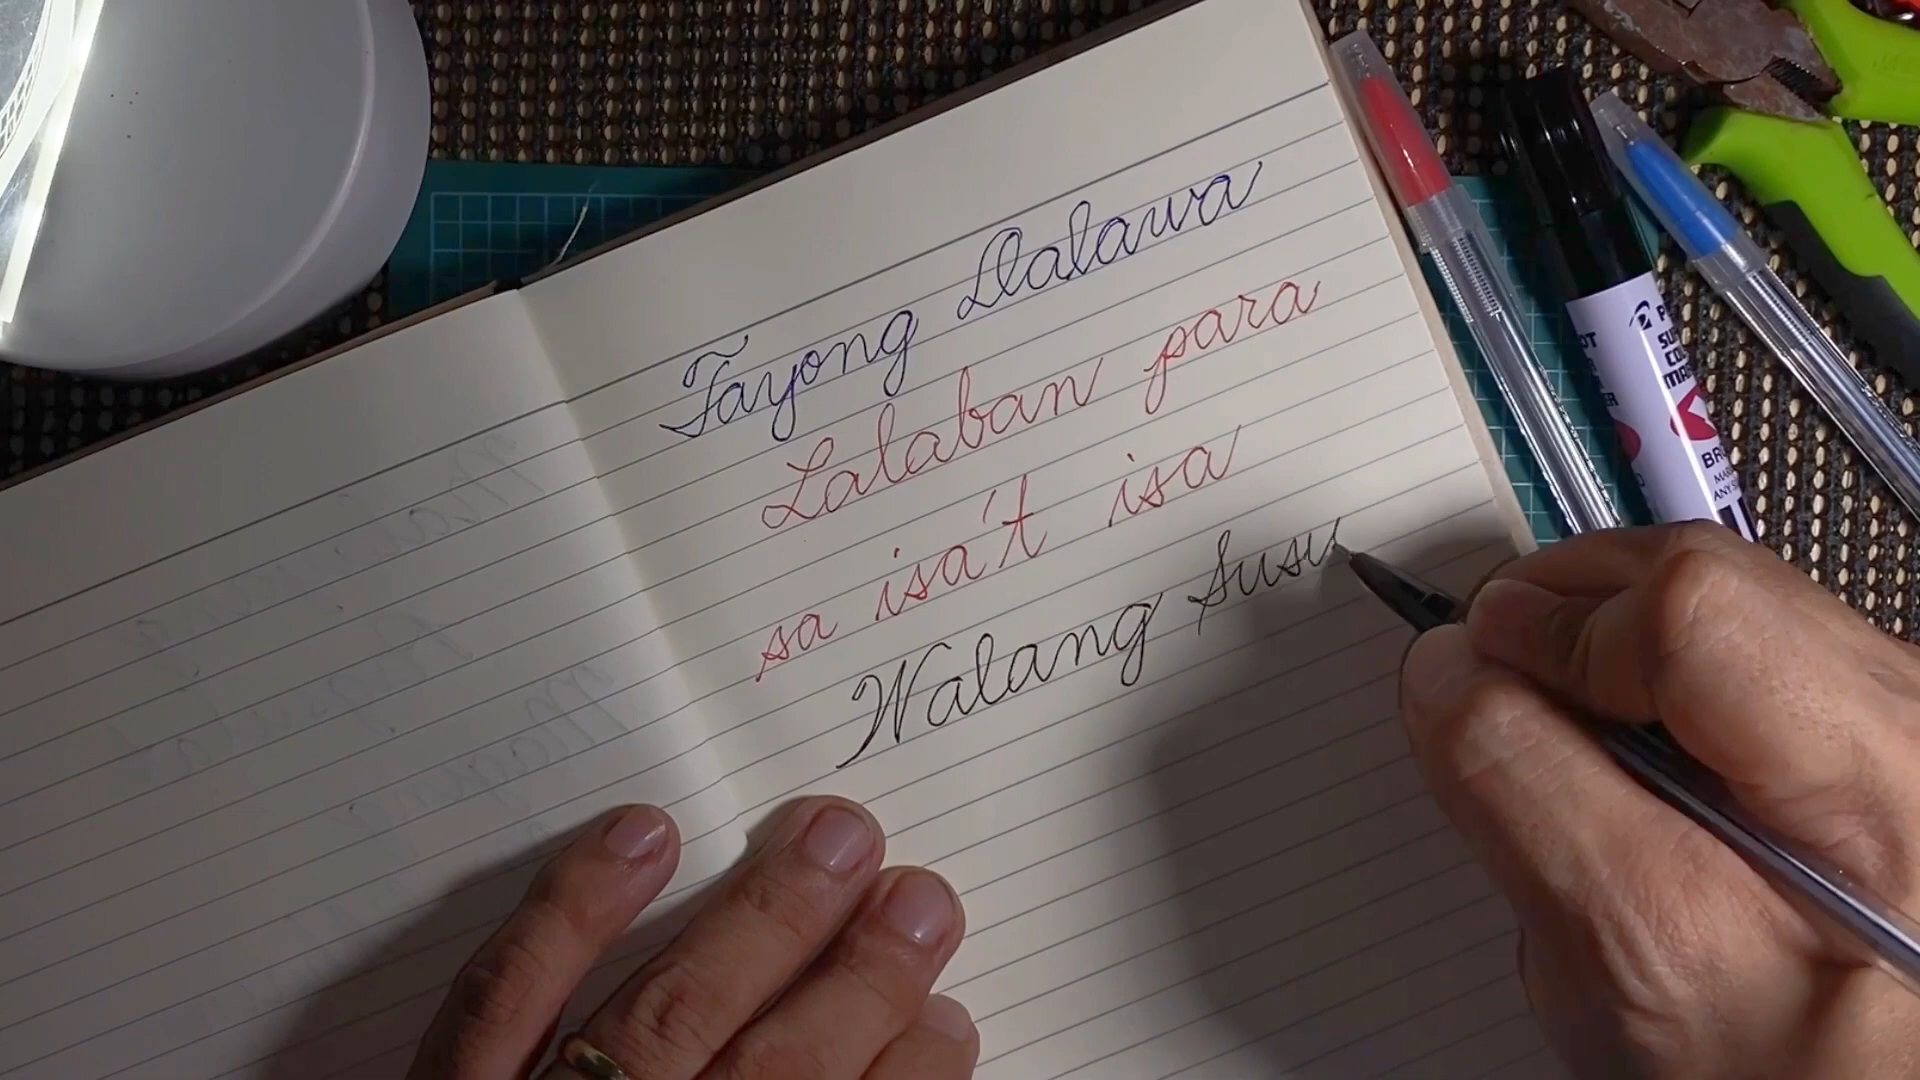 Tayong Dalawa
Lalaban para
sa isa't isa
Walang Susu